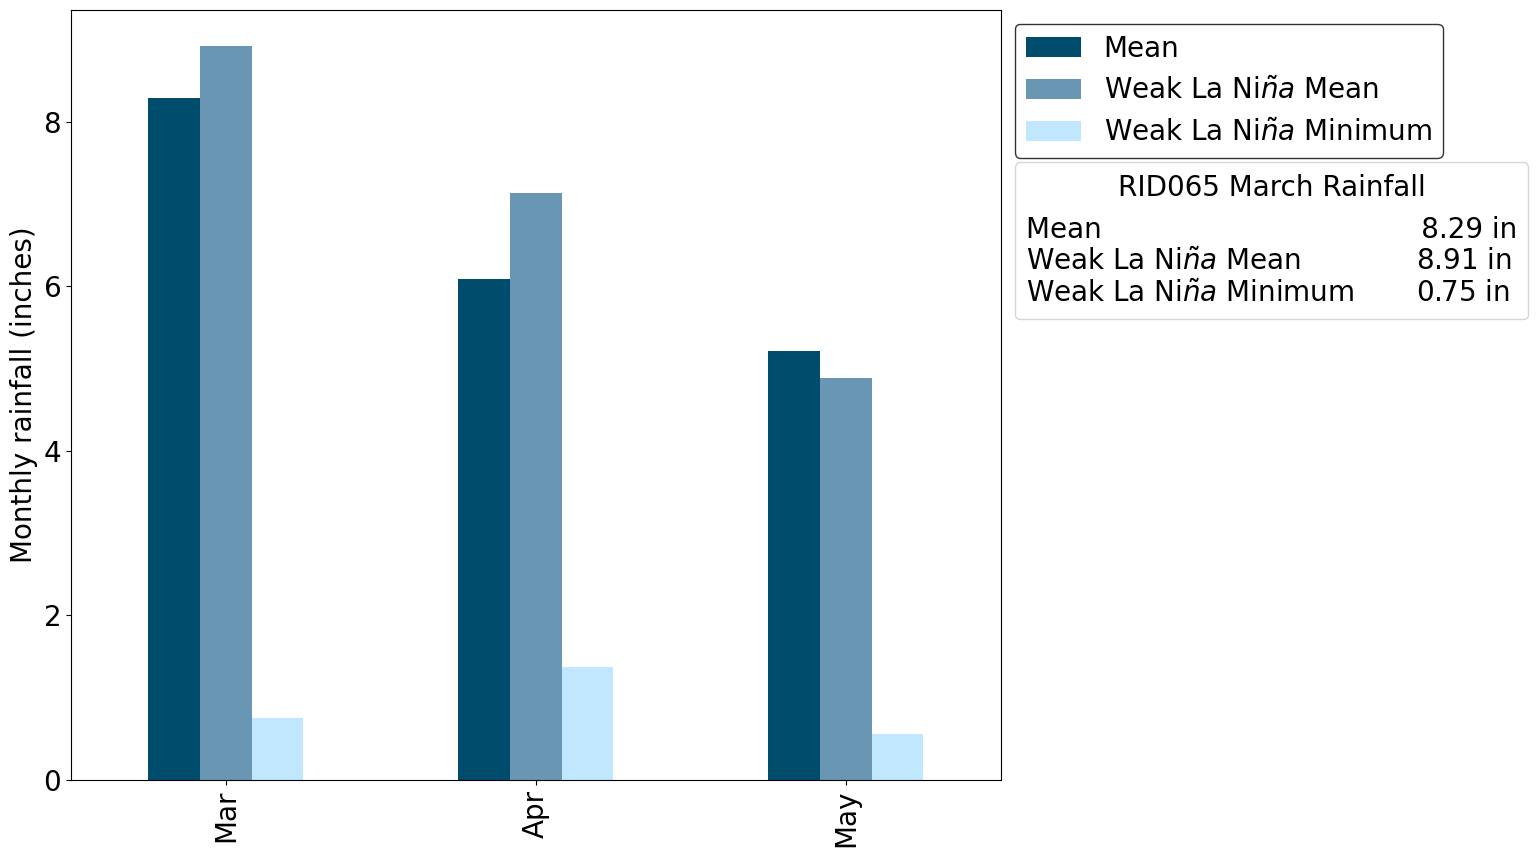 Monthly rainfall (inches)
8
6
4
2
0
Mar
Apr
May
Mean
Weak La Niña Mean
Weak La Niña Minimum
RID065 March Rainfall
Mean 8.29 in
Weak La Niña Mean 8.91 in
Weak La Niña Minimum 0.75 in